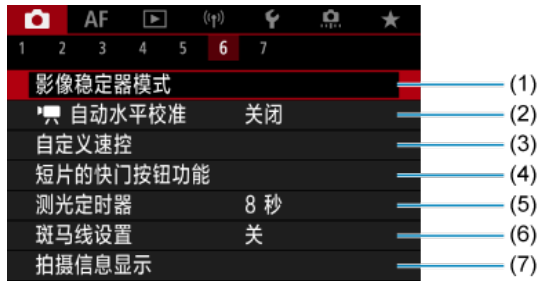 AF
1 2 3 4 5 6 7
影像稳定器模式 (1)
自动水平校准 关闭 (2)
自定义速控 (3)
短片的快门按钮功能 (4)
测光定时器 8 秒 (5)
斑马线设置 关 (6)
拍摄信息显示 (7)